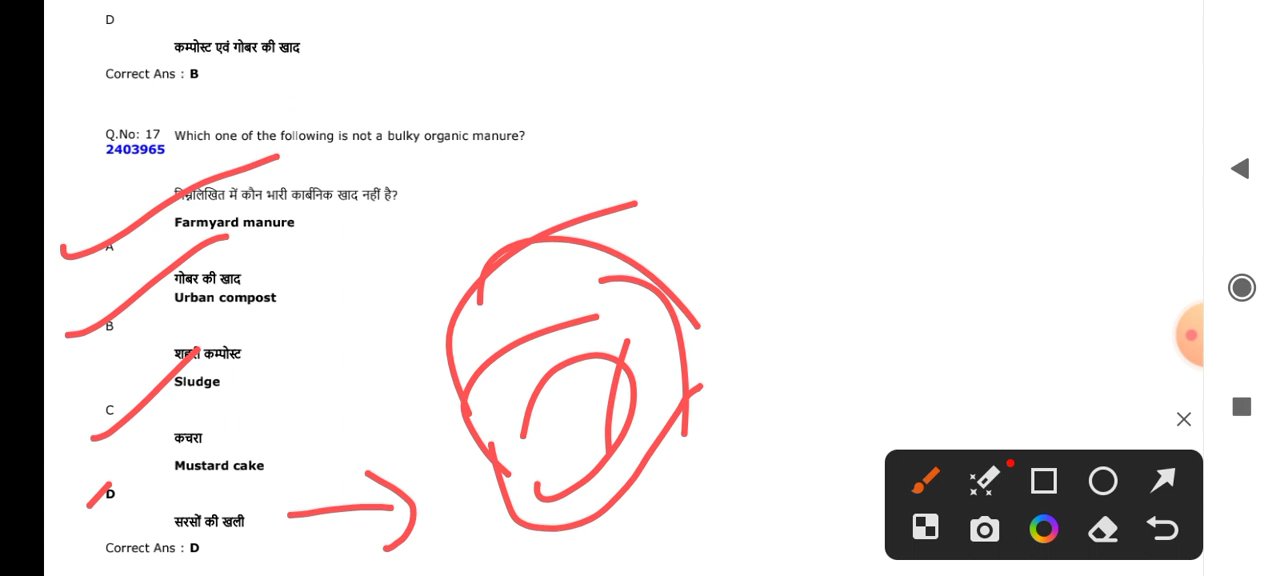 D
कम्पोस्ट एवं गोबर की खाद
Correct Ans : B
Q.No: 17 Which one of the following is not a bulky organic manure?
2403965
निम्नलिखित में कौन भारी कार्बनिक खाद नहीं है?
Farmyard manure
A
गोबर की खाद
Urban compost
B
शहरी कम्पोस्ट
Sludge
C
कचरा
Mustard cake
D
सरसों की खली
Correct Ans : D